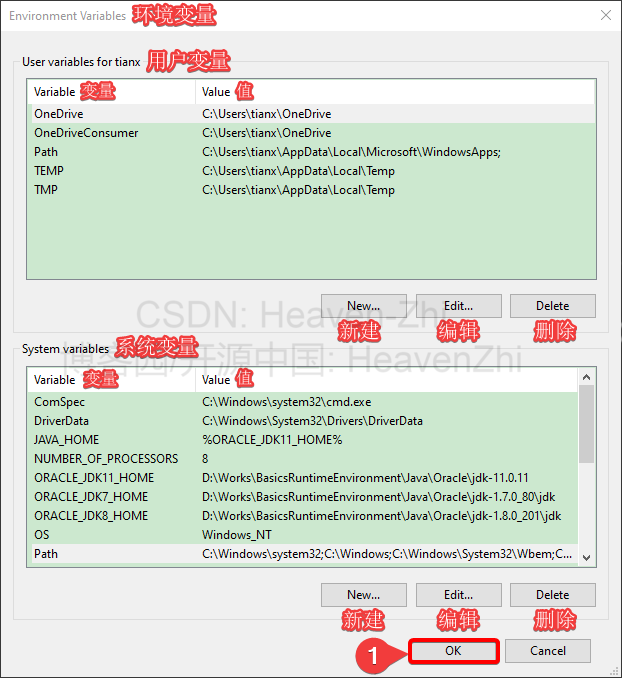 Environment Variables 环境变量
User variables for tianx 用户变量
Variable 变量 Value 值
OneDrive C:\Users\tianx\OneDrive
OneDriveConsumer C:\Users\tianx\OneDrive
Path C:\Users\tianx\AppData\Local\Microsoft\WindowsApps;
TEMP C:\Users\tianx\AppData\Local\Temp
TMP C:\Users\tianx\AppData\Local\Temp
New... Edit... Delete
CSDN: Heaven-Zhi
新建 编辑 删除
System variables 系统变量
博客园/开源中国: HeavenZhi
Variable 变量 Value 值
ComSpec C:\Windows\system32\cmd.exe
DriverData C:\Windows\System32\Drivers\DriverData
JAVA_HOME %ORACLE_JDK11_HOME%
NUMBER_OF_PROCESSORS 8
ORACLE_JDK11_HOME D:\Works\BasicsRuntimeEnvironment\Java\Oracle\jdk-11.0.11
ORACLE_JDK7_HOME D:\Works\BasicsRuntimeEnvironment\Java\Oracle\jdk-1.7.0_80\jdk
ORACLE_JDK8_HOME D:\Works\BasicsRuntimeEnvironment\Java\Oracle\jdk-1.8.0_201\jdk
OS Windows_NT
Path C:\Windows\system32;C:\Windows;C:\Windows\System32\Wbem;C...
New... Edit... Delete
新建 编辑 删除
1 OK Cancel